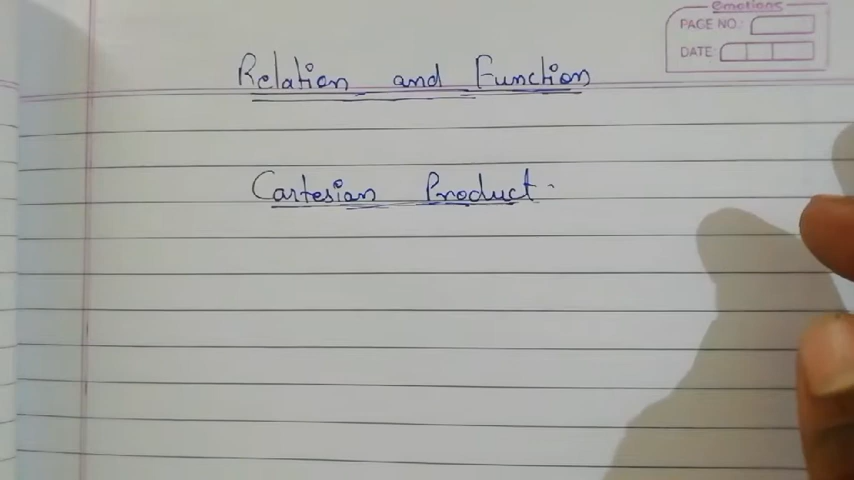 emotions
PAGE NO.:
DATE:
Relation and Function
Cartesian Product.